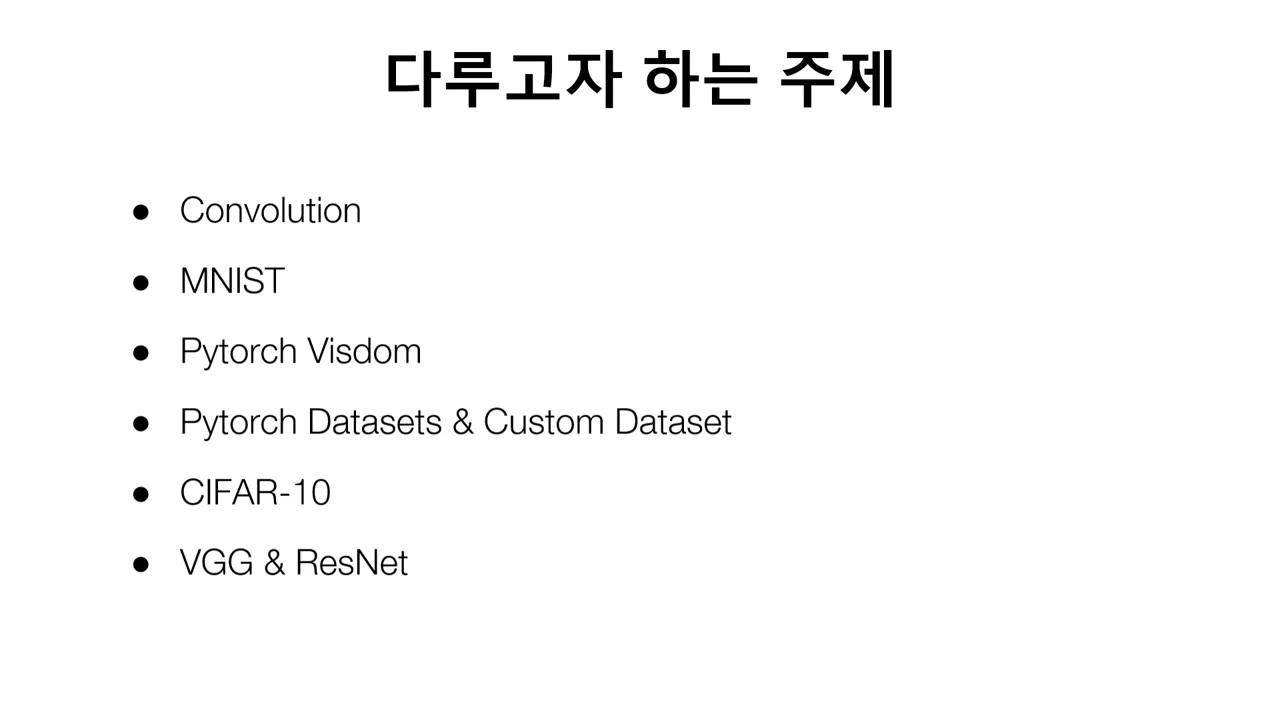 다루고자 하는 주제
● Convolution
● MNIST
● Pytorch Visdom
● Pytorch Datasets & Custom Dataset
● CIFAR-10
● VGG & ResNet